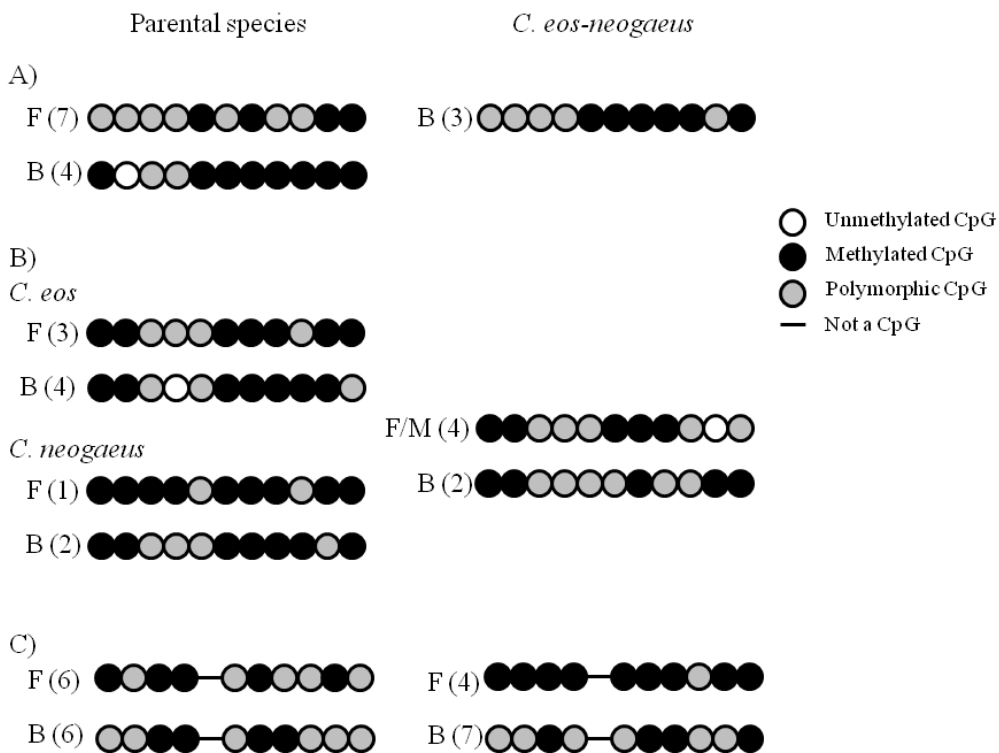 Parental species
C. eos-neogaeus
A)
F (7)
B (3)
B (4)
Unmethylated CpG
Methylated CpG
Polymorphic CpG
Not a CpG
B)
C. eos
F (3)
B (4)
F/M (4)
C. neogaeus
B (2)
F (1)
B (2)
C)
F (6)
F (4)
B (6)
B (7)